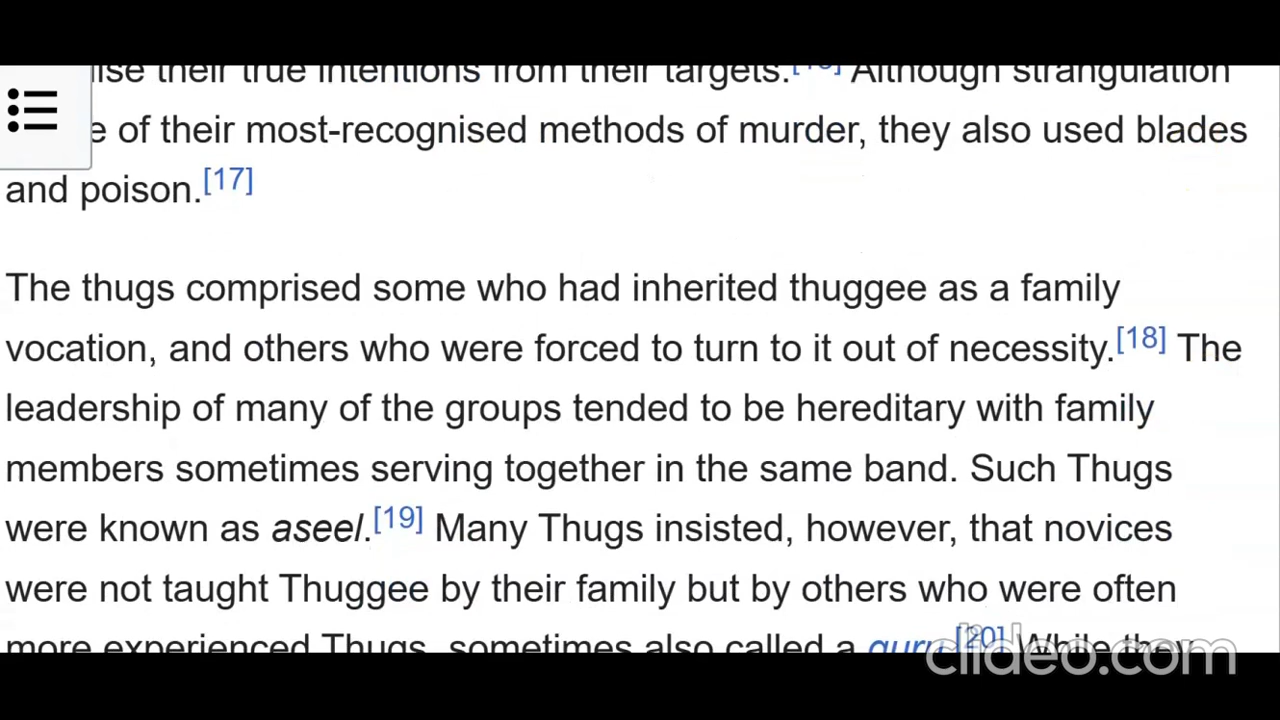 their true intentions from their targets. Although strangulation
e of their most-recognised methods of murder, they also used blades
and poison.[17]
The thugs comprised some who had inherited thuggee as a family
vocation, and others who were forced to turn to it out of necessity.[18] The
leadership of many of the groups tended to be hereditary with family
members sometimes serving together in the same band. Such Thugs
were known as aseel.[19] Many Thugs insisted, however, that novices
were not taught Thuggee by their family but by others who were often
more experienced Thugs, sometimes also called a guru.[20] While they
clideo.com